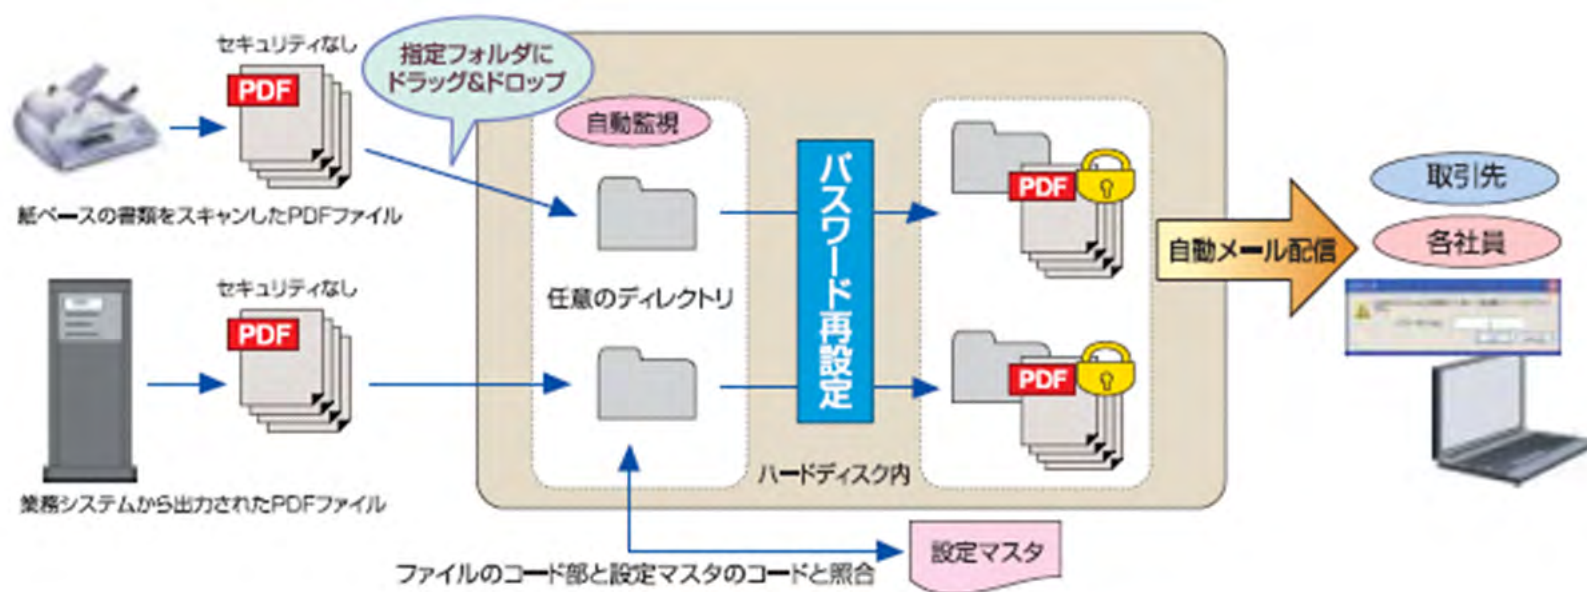 セキュリティなし
PDF
紙ベースの書類をスキャンしたPDFファイル
セキュリティなし
PDF
業務システムから出力されたPDFファイル
指定フォルダに
ドラッグ&ドロップ
自動監視
任意のディレクトリ
パスワード再設定
ハードディスク内
PDF
PDF
自動メール配信
取引先
各社員
設定マスタ
ファイルのコード部と設定マスタのコードと照合